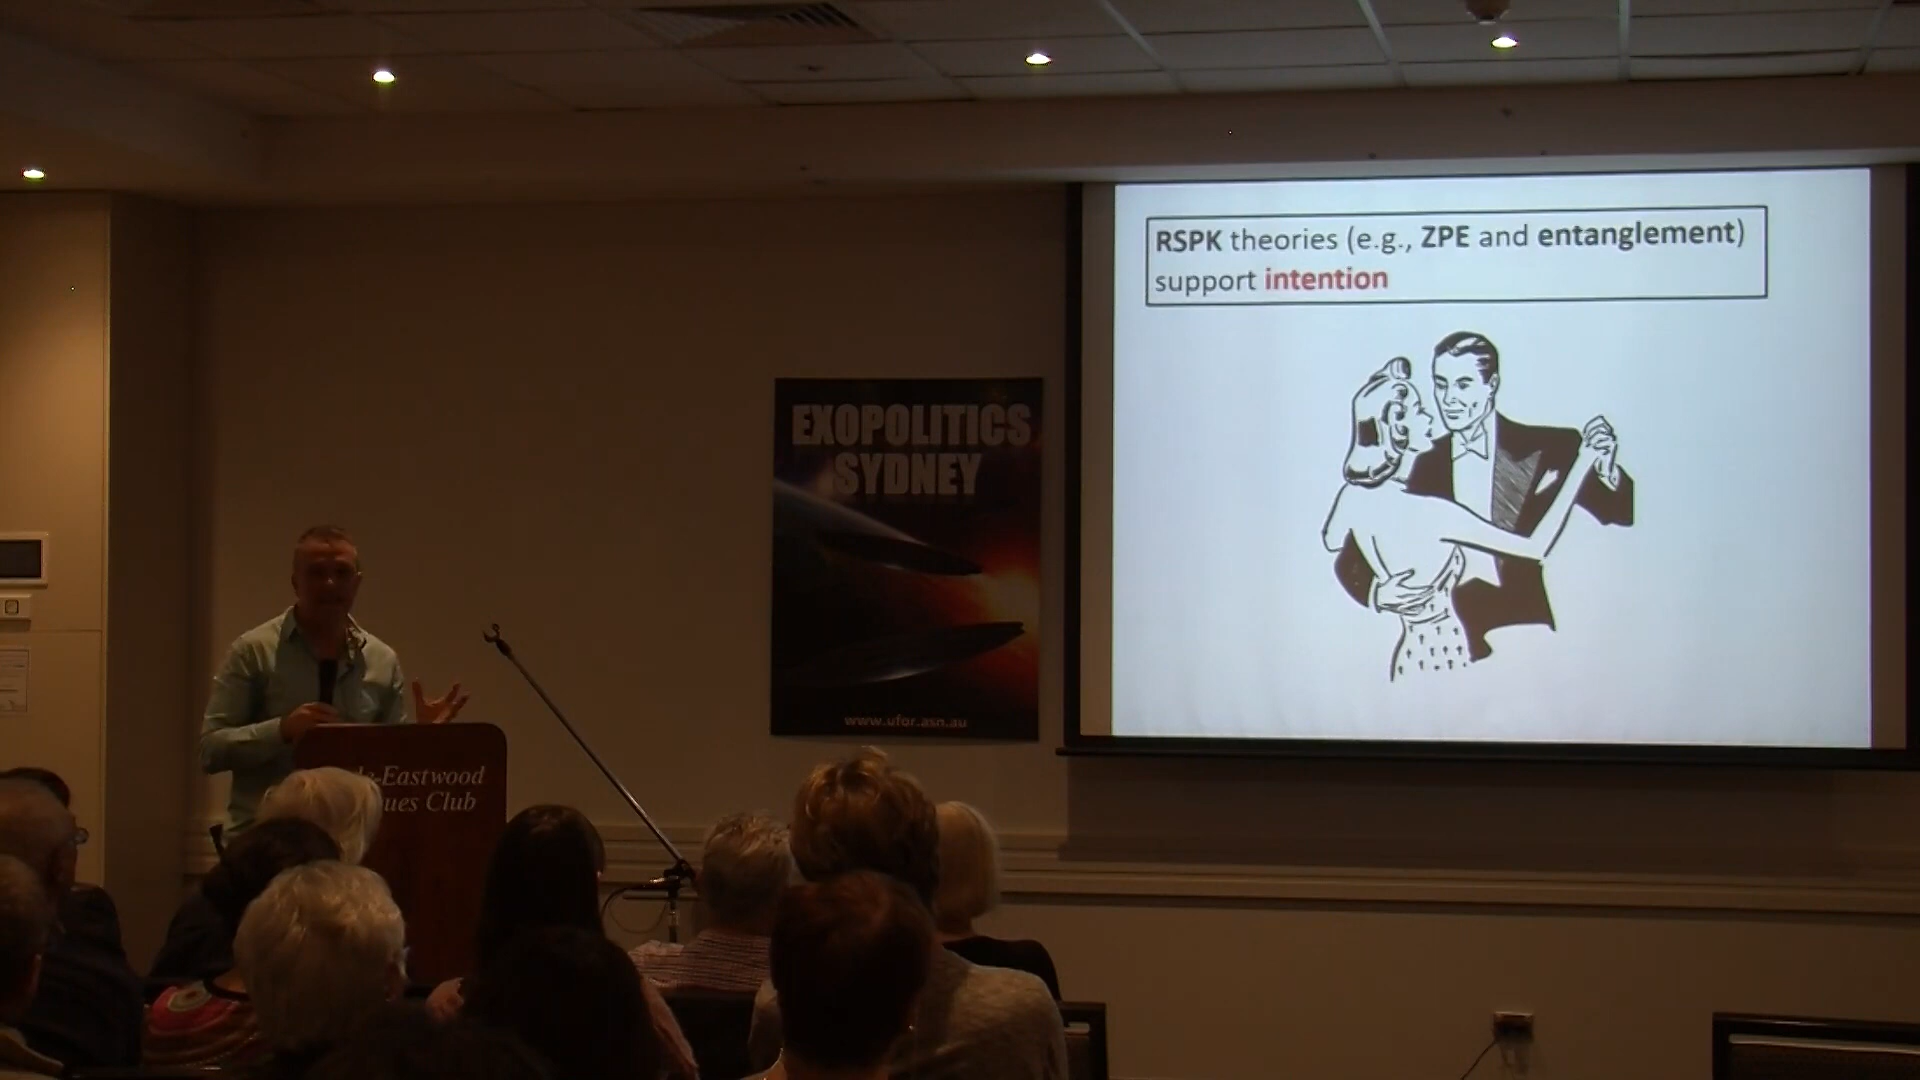 RSPK theories (e.g., ZPE and entanglement)
support intention
EXOPOLITICS
SYDNEY
www.ufor.asn.au
-Eastwood
Club